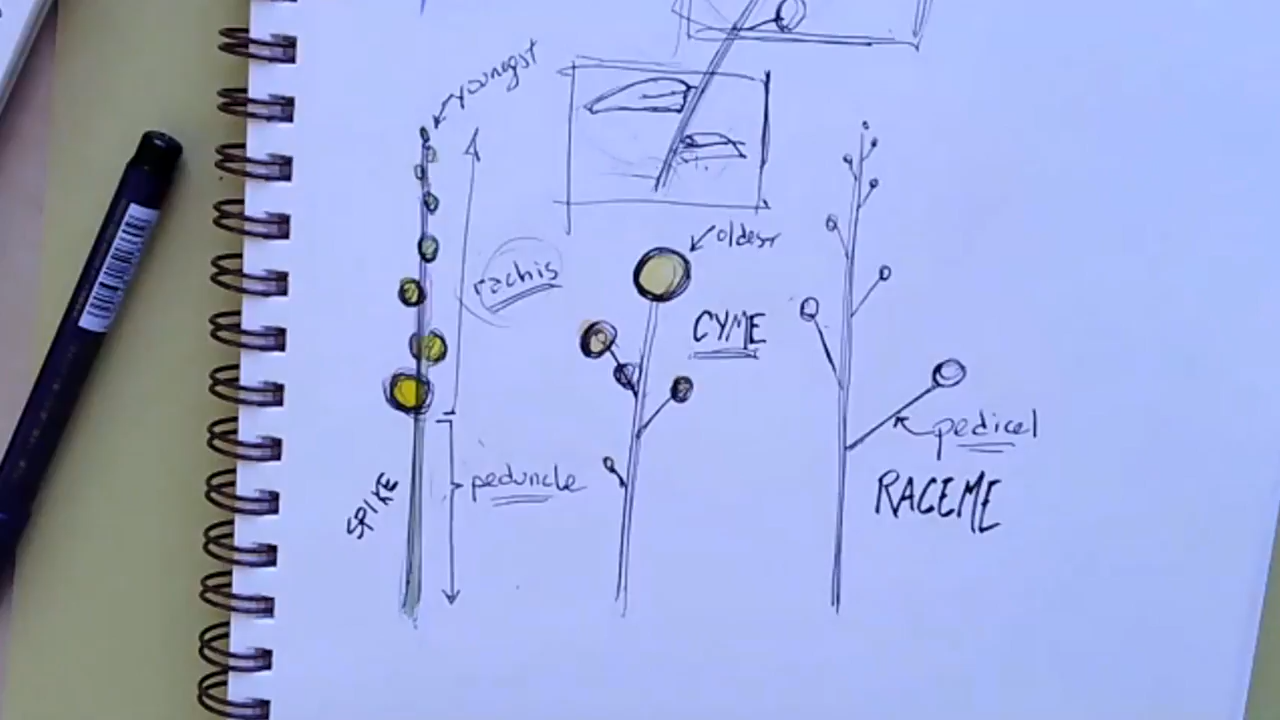 youngest
oldest
rachis
CYME
pedicel
peduncle
SPIKE
RACEME